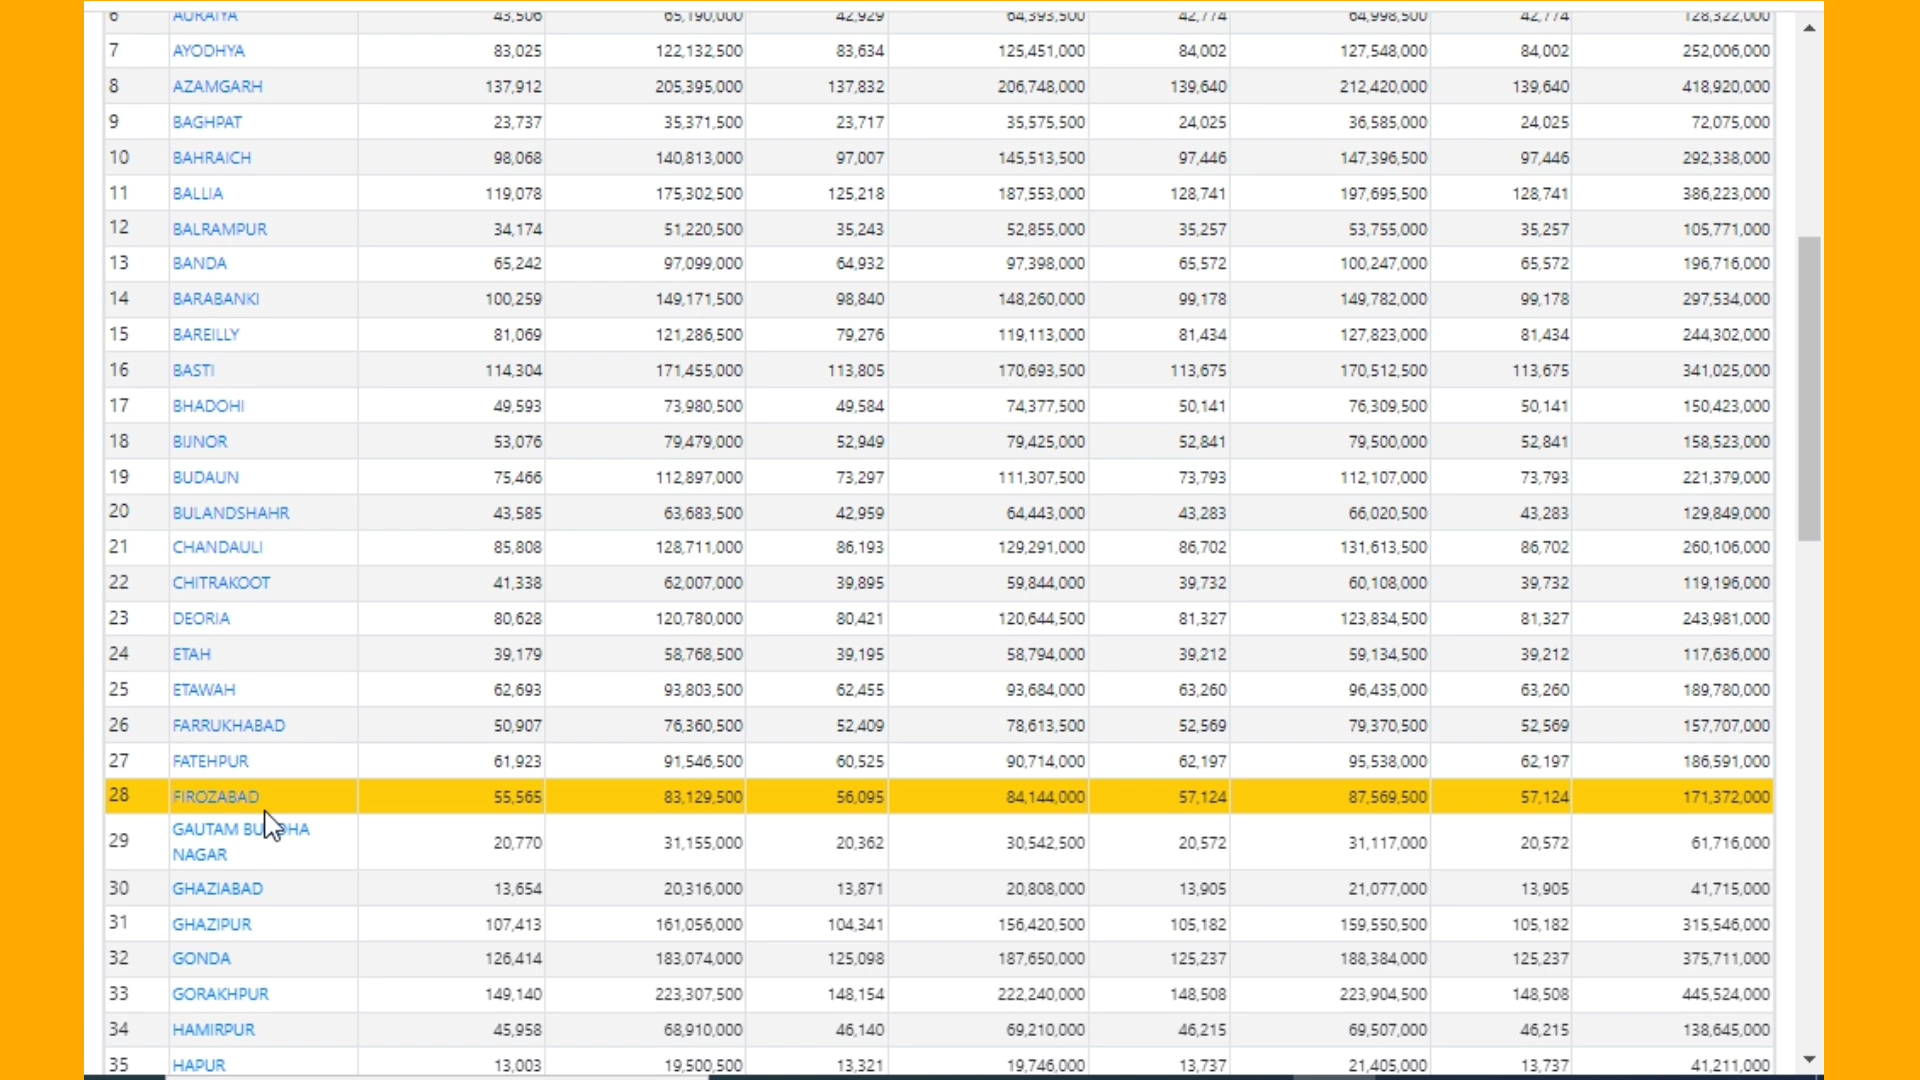 6 AURAIYA 43,506 65,190,000 42,929 64,393,500 42,774 64,998,500 42,774 128,322,000
7 AYODHYA 83,025 122,132,500 83,634 125,451,000 84,002 127,548,000 84,002 252,006,000
8 AZAMGARH 137,912 205,395,000 137,832 206,748,000 139,640 212,420,000 139,640 418,920,000
9 BAGHPAT 23,737 35,371,500 23,717 35,575,500 24,025 36,585,000 24,025 72,075,000
10 BAHRAICH 98,068 140,813,000 97,007 145,513,500 97,446 147,396,500 97,446 292,338,000
11 BALLIA 119,078 175,302,500 125,218 187,553,000 128,741 197,695,500 128,741 386,223,000
12 BALRAMPUR 34,174 51,220,500 35,243 52,855,000 35,257 53,755,000 35,257 105,771,000
13 BANDA 65,242 97,099,000 64,932 97,398,000 65,572 100,247,000 65,572 196,716,000
14 BARABANKI 100,259 149,171,500 98,840 148,260,000 99,178 149,782,000 99,178 297,534,000
15 BAREILLY 81,069 121,286,500 79,276 119,113,000 81,434 127,823,000 81,434 244,302,000
16 BASTI 114,304 171,455,000 113,805 170,693,500 113,675 170,512,500 113,675 341,025,000
17 BHADOHI 49,593 73,980,500 49,584 74,377,500 50,141 76,309,500 50,141 150,423,000
18 BIJNOR 53,076 79,479,000 52,949 79,425,000 52,841 79,500,000 52,841 158,523,000
19 BUDAUN 75,466 112,897,000 73,297 111,307,500 73,793 112,107,000 73,793 221,379,000
20 BULANDSHAHR 43,585 63,683,500 42,959 64,443,000 43,283 66,020,500 43,283 129,849,000
21 CHANDAULI 85,808 128,711,000 86,193 129,291,000 86,702 131,613,500 86,702 260,106,000
22 CHITRAKOOT 41,338 62,007,000 39,895 59,844,000 39,732 60,108,000 39,732 119,196,000
23 DEORIA 80,628 120,780,000 80,421 120,644,500 81,327 123,834,500 81,327 243,981,000
24 ETAH 39,179 58,768,500 39,195 58,794,000 39,212 59,134,500 39,212 117,636,000
25 ETAWAH 62,693 93,803,500 62,455 93,684,000 63,260 96,435,000 63,260 189,780,000
26 FARRUKHABAD 50,907 76,360,500 52,409 78,613,500 52,569 79,370,500 52,569 157,707,000
27 FATEHPUR 61,923 91,546,500 60,525 90,714,000 62,197 95,538,000 62,197 186,591,000
28 FIROZABAD 55,565 83,129,500 56,095 84,144,000 57,124 87,569,500 57,124 171,372,000
29 GAUTAM BUDDHA
NAGAR 20,770 31,155,000 20,362 30,542,500 20,572 31,117,000 20,572 61,716,000
30 GHAZIABAD 13,654 20,316,000 13,871 20,808,000 13,905 21,077,000 13,905 41,715,000
31 GHAZIPUR 107,413 161,056,000 104,341 156,420,500 105,182 159,550,500 105,182 315,546,000
32 GONDA 126,414 183,074,000 125,098 187,650,000 125,237 188,384,000 125,237 375,711,000
33 GORAKHPUR 149,140 223,307,500 148,154 222,240,000 148,508 223,904,500 148,508 445,524,000
34 HAMIRPUR 45,958 68,910,000 46,140 69,210,000 46,215 69,507,000 46,215 138,645,000
35 HAPUR 13,003 19,500,500 13,321 19,746,000 13,737 21,405,000 13,737 41,211,000